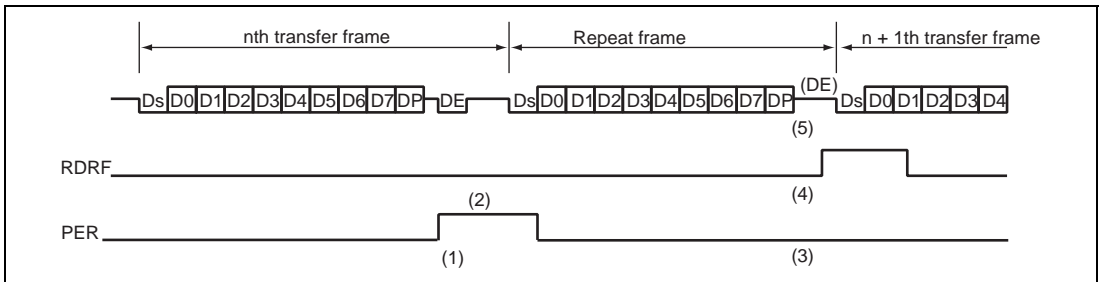 nth transfer frame Repeat frame n + 1th transfer frame
(DE)
Ds D0 D1 D2 D3 D4 D5 D6 D7 DP DE Ds D0 D1 D2 D3 D4 D5 D6 D7 DP Ds D0 D1 D2 D3 D4
(5)
RDRF
(4)
(2)
PER
(1) (3)